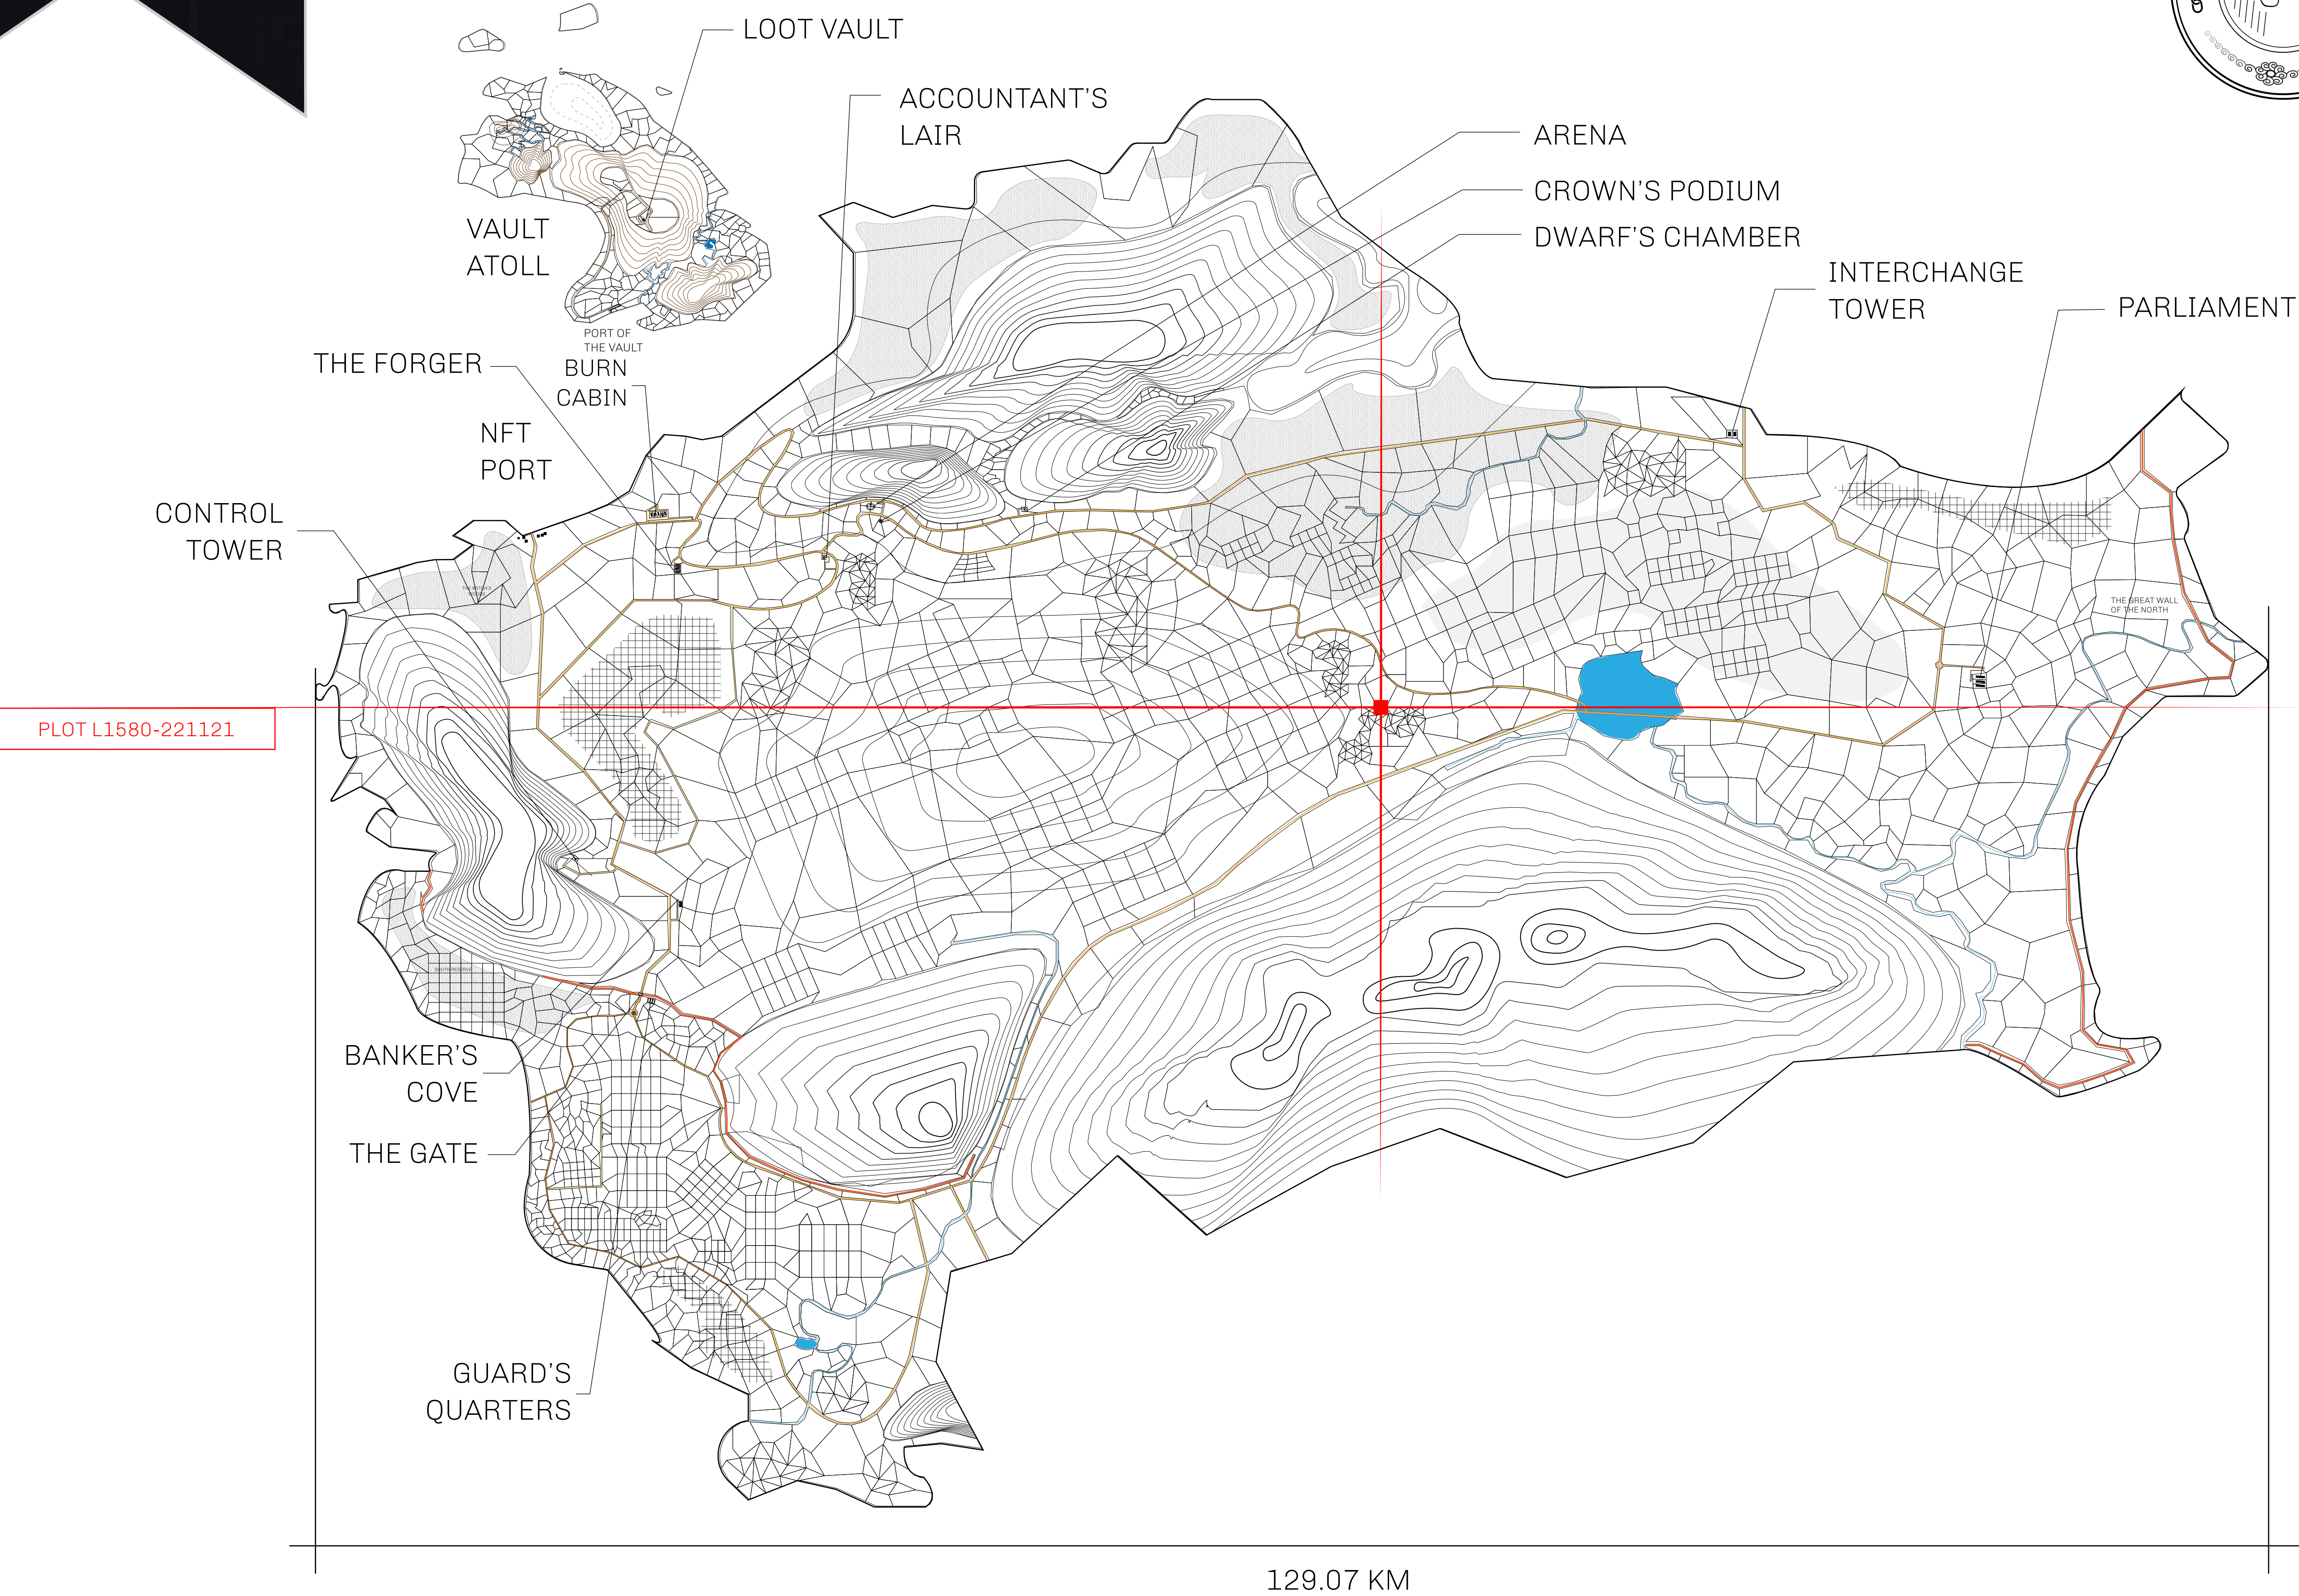 LOOT VAULT
ACCOUNTANT'S
LAIR
ARENA
CROWN'S PODIUM
DWARF'S CHAMBER
INTERCHANGE
TOWER
PARLIAMENT
VAULT
ATOLL
PORT OF
THE VAULT
THE FORGER
BURN
CABIN
NFT
PORT
CONTROL
TOWER
THE GREAT WALL
OF THE NORTH
PLOT L1580-221121
SOUTH RESERVE
BANKER'S
COVE
THE GATE
GUARD'S
QUARTERS
129.07 KM